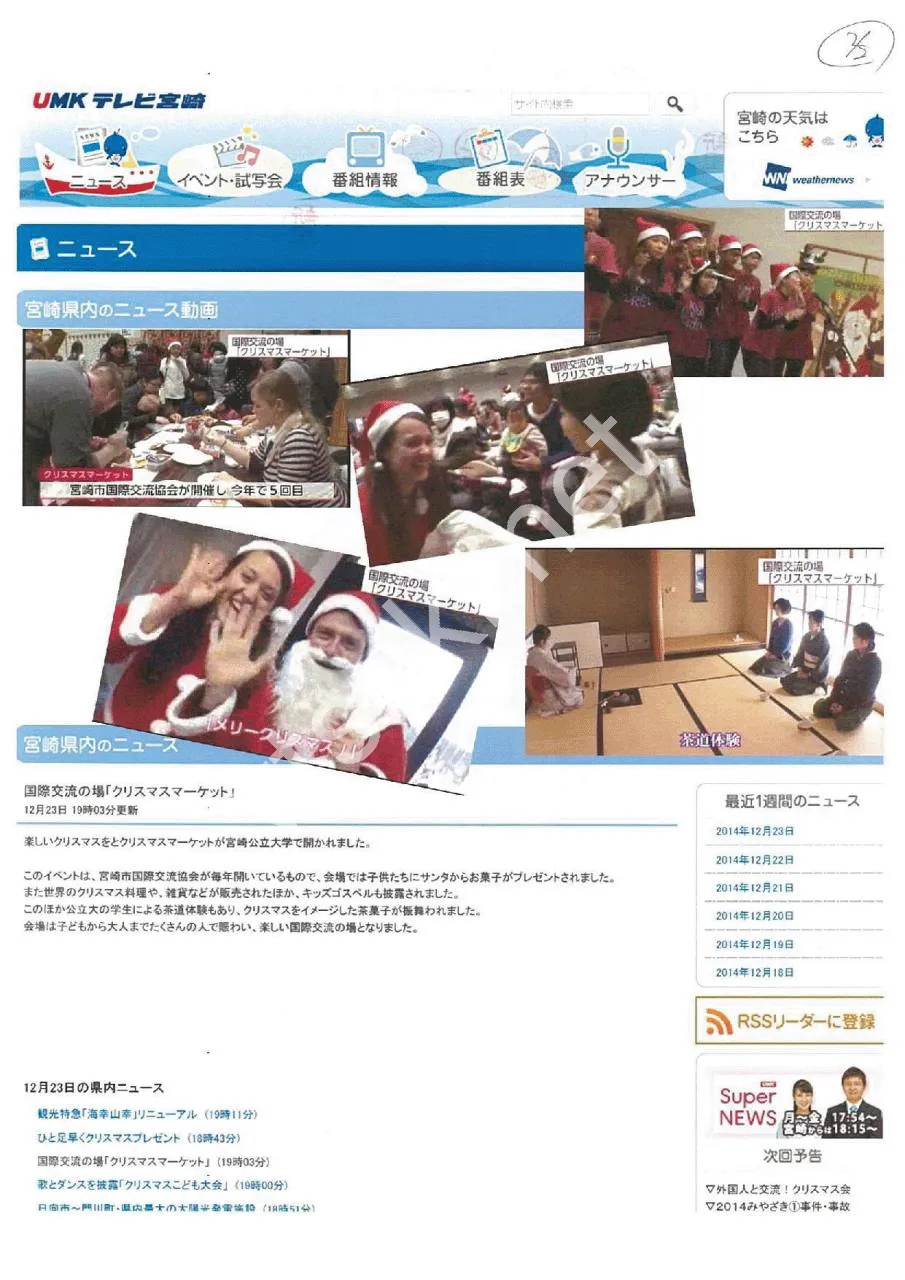 UMK テレビ宮崎
サイト内検索
宮崎の天気は
こちら
WN weathernews
ニュース
イベント・試写会
番組情報
番組表
アナウンサー
ニュース
国際交流の場
「クリスマスマーケット」
宮崎県内のニュース動画
国際交流の場
「クリスマスマーケット」
クリスマスマーケット
宮崎市国際交流協会が開催し 今年で5回目
国際交流の場
「クリスマスマーケット」
国際交流の場
「クリスマスマーケット」
「メリークリスマス!」
国際交流の場
「クリスマスマーケット」
茶道体験
宮崎県内のニュース
国際交流の場「クリスマスマーケット」
12月23日 19時03分更新
楽しいクリスマスをとクリスマスマーケットが宮崎公立大学で開かれました。
このイベントは、宮崎市国際交流協会が毎年開いているもので、会場では子供たちにサンタからお菓子がプレゼントされました。
また世界のクリスマス料理や、雑貨などが販売されたほか、キッズゴスペルも披露されました。
このほか公立大の学生による茶道体験もあり、クリスマスをイメージした茶菓子が振舞われました。
会場は子どもから大人までたくさんの人で賑わい、楽しい国際交流の場となりました。
最近1週間のニュース
2014年12月23日
2014年12月22日
2014年12月21日
2014年12月20日
2014年12月19日
2014年12月18日
RSSリーダーに登録
Super
NEWS
月～金 17:54～
宮崎からは18:15～
次回予告
▽外国人と交流！クリスマス会
▽2014みやざき①事件・事故
12月23日の県内ニュース
観光特急「海幸山幸」リニューアル（19時11分）
ひと足早くクリスマスプレゼント（18時43分）
国際交流の場「クリスマスマーケット」（19時03分）
歌とダンスを披露「クリスマスこども大会」（19時00分）
日向市～門川町・県内最大の太陽光発電施設（18時51分）